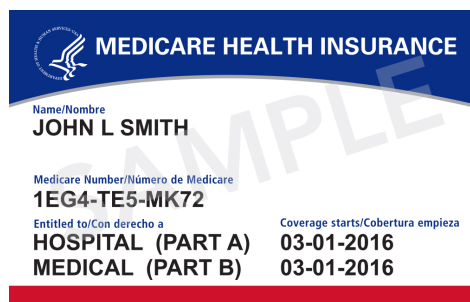 MEDICARE HEALTH INSURANCE
Name/Nombre
JOHN L SMITH
Medicare Number/Número de Medicare
1EG4-TE5-MK72
Entitled to/Con derecho a
Coverage starts/Cobertura empieza
HOSPITAL (PART A) 03-01-2016
MEDICAL (PART B) 03-01-2016
SAMPLE